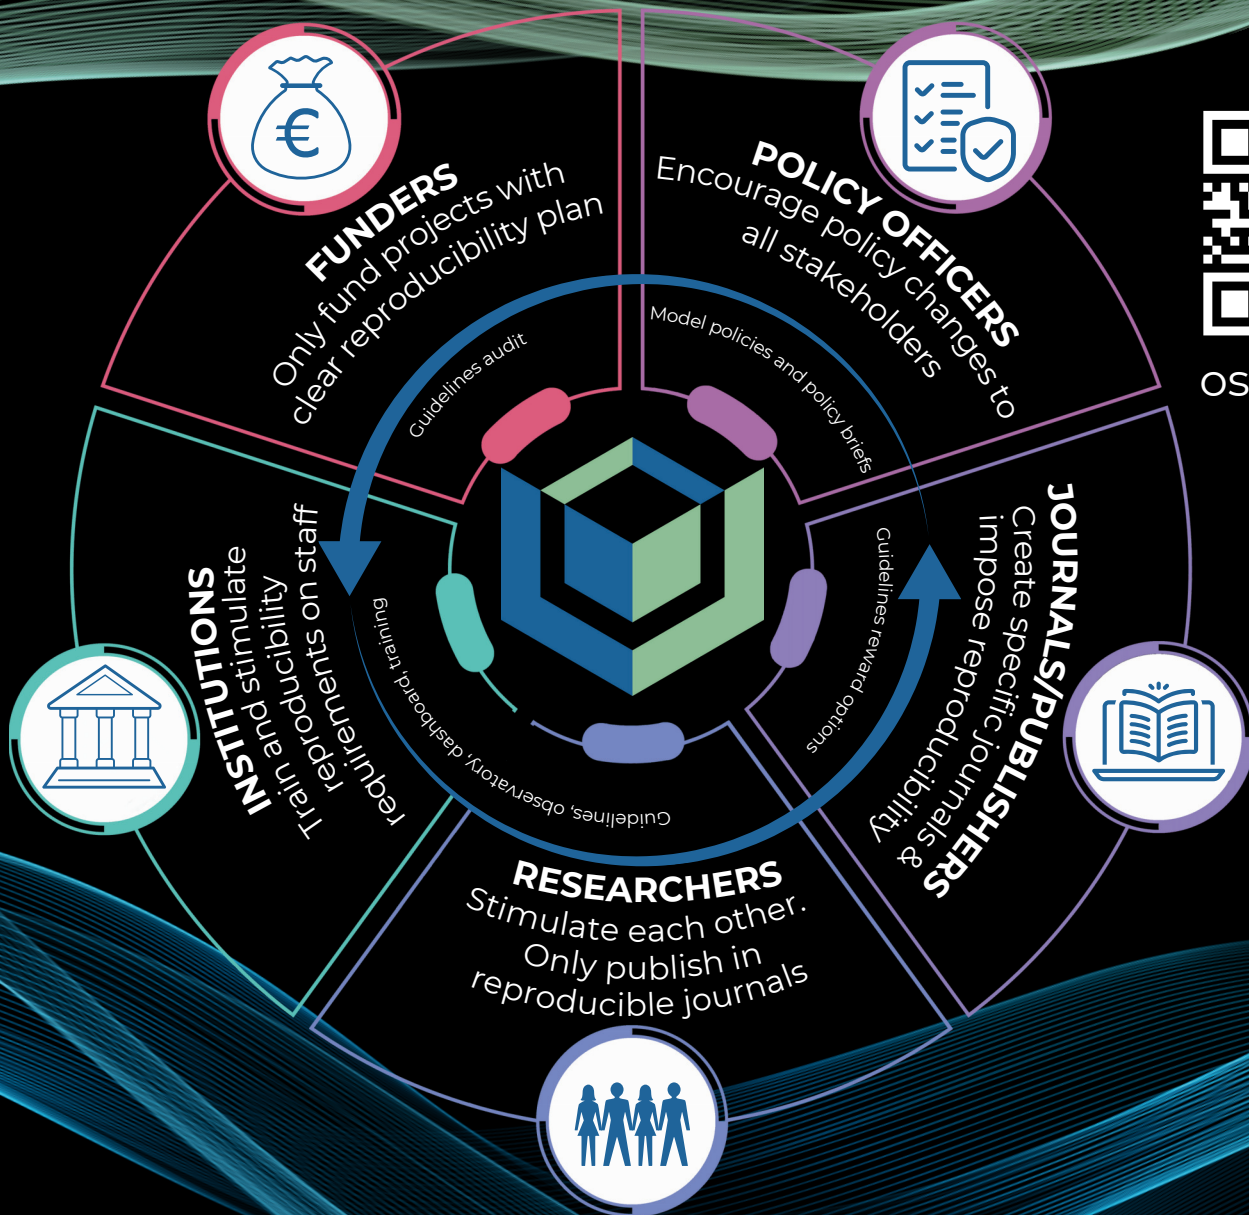 FUNDERS
Only fund projects with
clear reproducibility plan
Guidelines audit
POLICY OFFICERS
Encourage policy changes to
all stakeholders
Model policies and policy briefs
JOURNALS/PUBLISHERS
Create specific journals &
impose reproducibility
Guidelines reward options
RESEARCHERS
Stimulate each other.
Only publish in
reproducible journals
Guidelines, observatory, dashboard, training
INSTITUTIONS
Train and stimulate
reproducibility
requirements on staff
€
OS